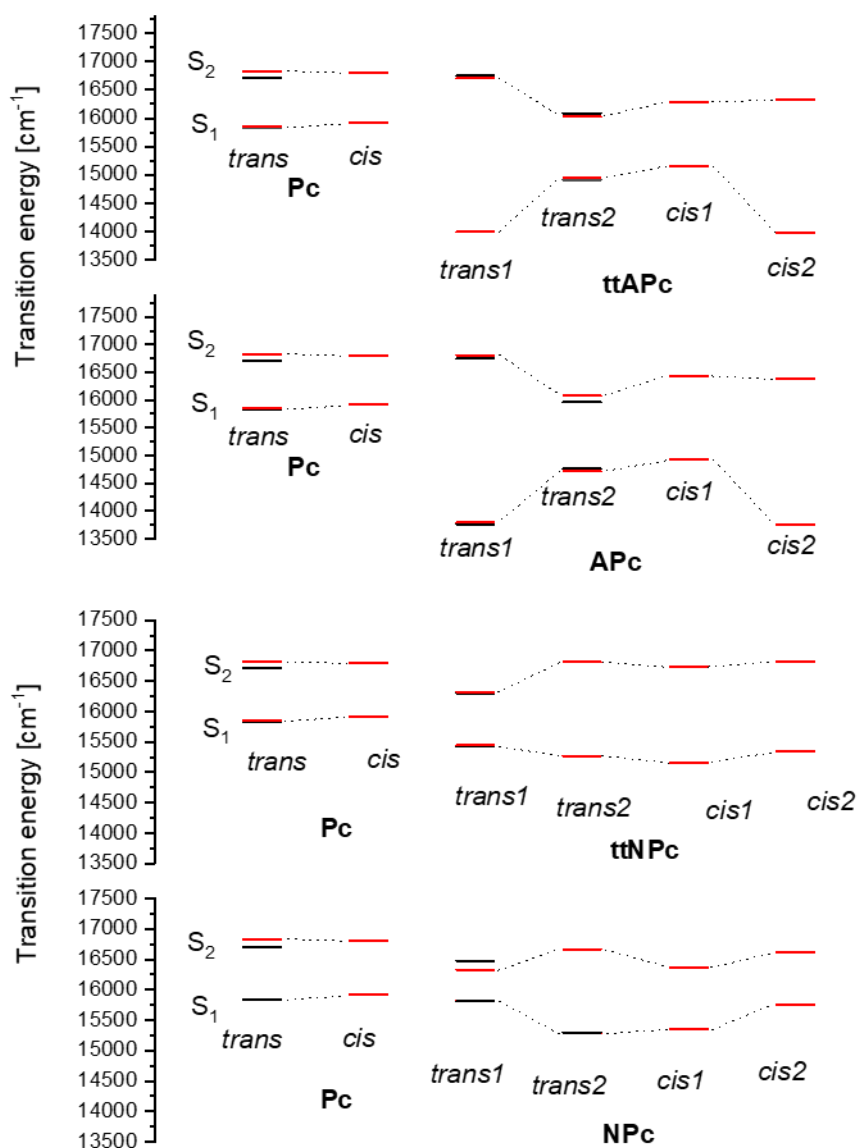 Transition energy [cm-1]
17500
17000
16500
16000
15500
15000
14500
14000
13500
S2
S1
trans
cis
Pc
trans1
trans2
cis1
cis2
ttAPc
17500
17000
16500
16000
15500
15000
14500
14000
13500
S2
S1
trans
cis
Pc
trans1
trans2
cis1
cis2
APc
Transition energy [cm-1]
17500
17000
16500
16000
15500
15000
14500
14000
13500
S2
S1
trans
cis
Pc
trans1
trans2
cis1
cis2
ttNPc
17500
17000
16500
16000
15500
15000
14500
14000
13500
S2
S1
trans
cis
Pc
trans1
trans2
cis1
cis2
NPc